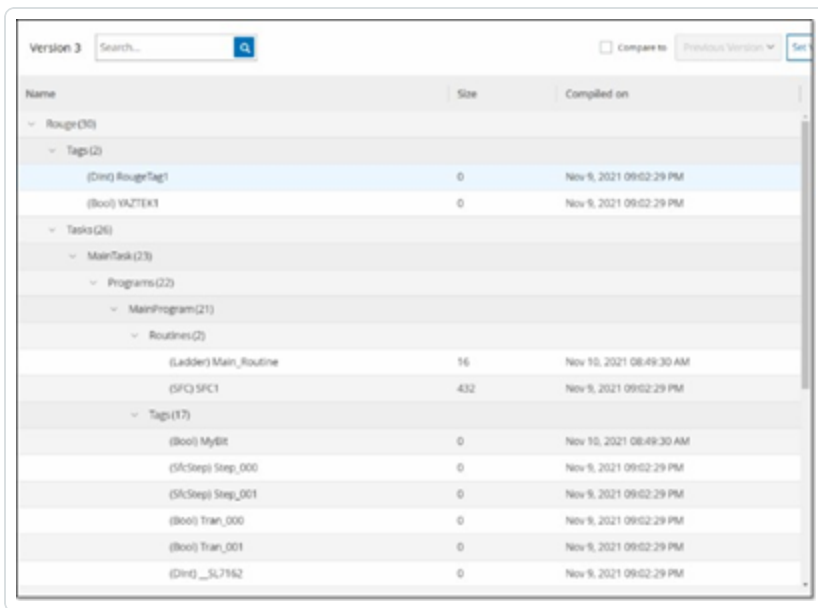 Version 3 Search... Compare to Previous Version Set
Name Size Compiled on
Rouge (30)
Tags (2)
(Dint) RougeTag1 0 Nov 9, 2021 09:02:29 PM
(Bool) YAZTEK1 0 Nov 9, 2021 09:02:29 PM
Tasks (26)
MainTask (23)
Programs (22)
MainProgram (21)
Routines (2)
(Ladder) Main_Routine 16 Nov 10, 2021 08:49:30 AM
(SFC) SFC1 432 Nov 9, 2021 09:02:29 PM
Tags (17)
(Bool) MyBit 0 Nov 10, 2021 08:49:30 AM
(SfcStep) Step_000 0 Nov 9, 2021 09:02:29 PM
(SfcStep) Step_001 0 Nov 9, 2021 09:02:29 PM
(Bool) Tran_000 0 Nov 9, 2021 09:02:29 PM
(Bool) Tran_001 0 Nov 9, 2021 09:02:29 PM
(Dint) __SL7162 0 Nov 9, 2021 09:02:29 PM